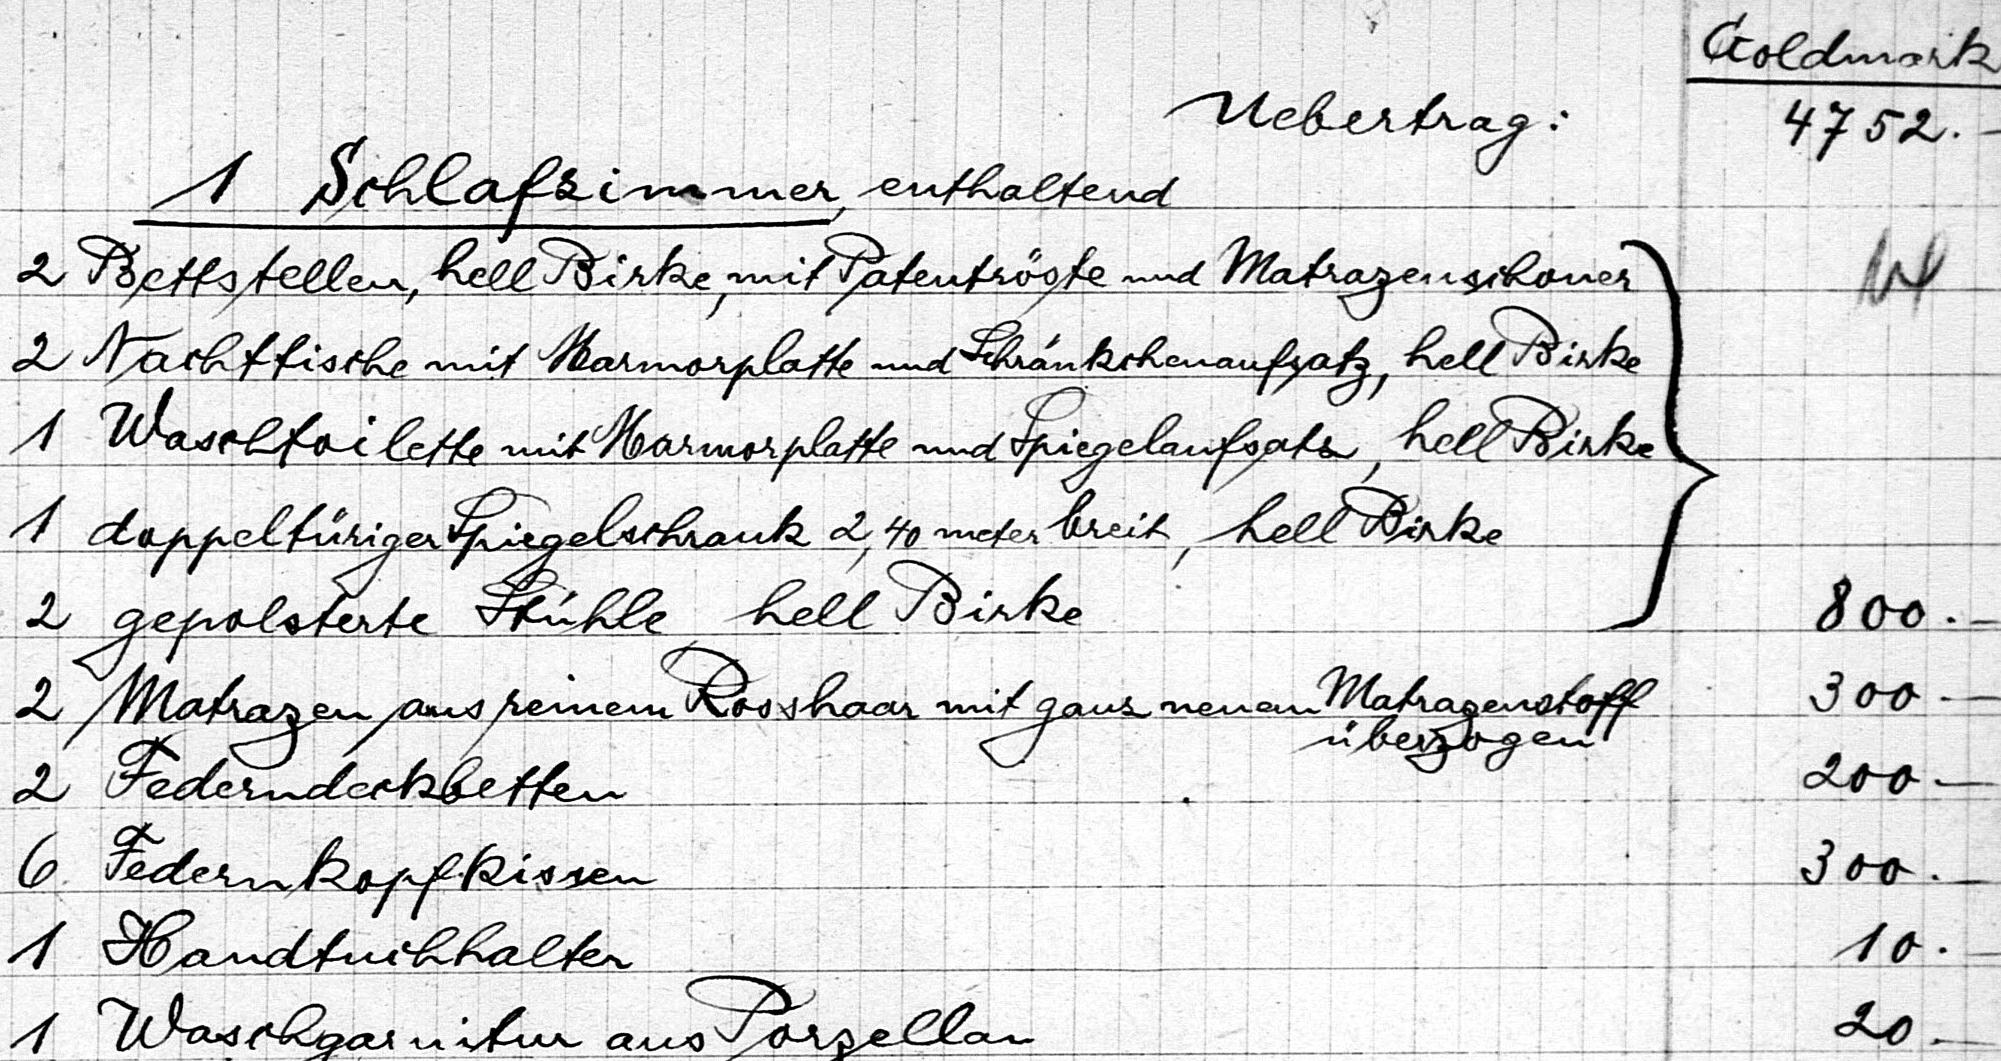 Goldmark
Uebertrag: 4752.-
1 Schlafzimmer, enthaltend
2 Bettstellen, hell Birke, mit Patentröste und Matrazenschoner
2 Nachttische mit Marmorplatte und Schränkchenaufsatz, hell Birke
1 Waschtoilette mit Marmorplatte und Spiegelaufsatz, hell Birke
1 doppeltüriger Spiegelschrank 2,40 meter breit, hell Birke
2 gepolsterte Stühle hell Birke 800.-
2 Matrazen aus reinem Rosshaar mit ganz neuen Matrazenstoff 300.-
überzogen
2 Federndeckbetten 200.-
6 Federnkopfkissen 300.-
1 Handtuchhalter 10.-
1 Waschgarnitur aus Porzellan 20.-